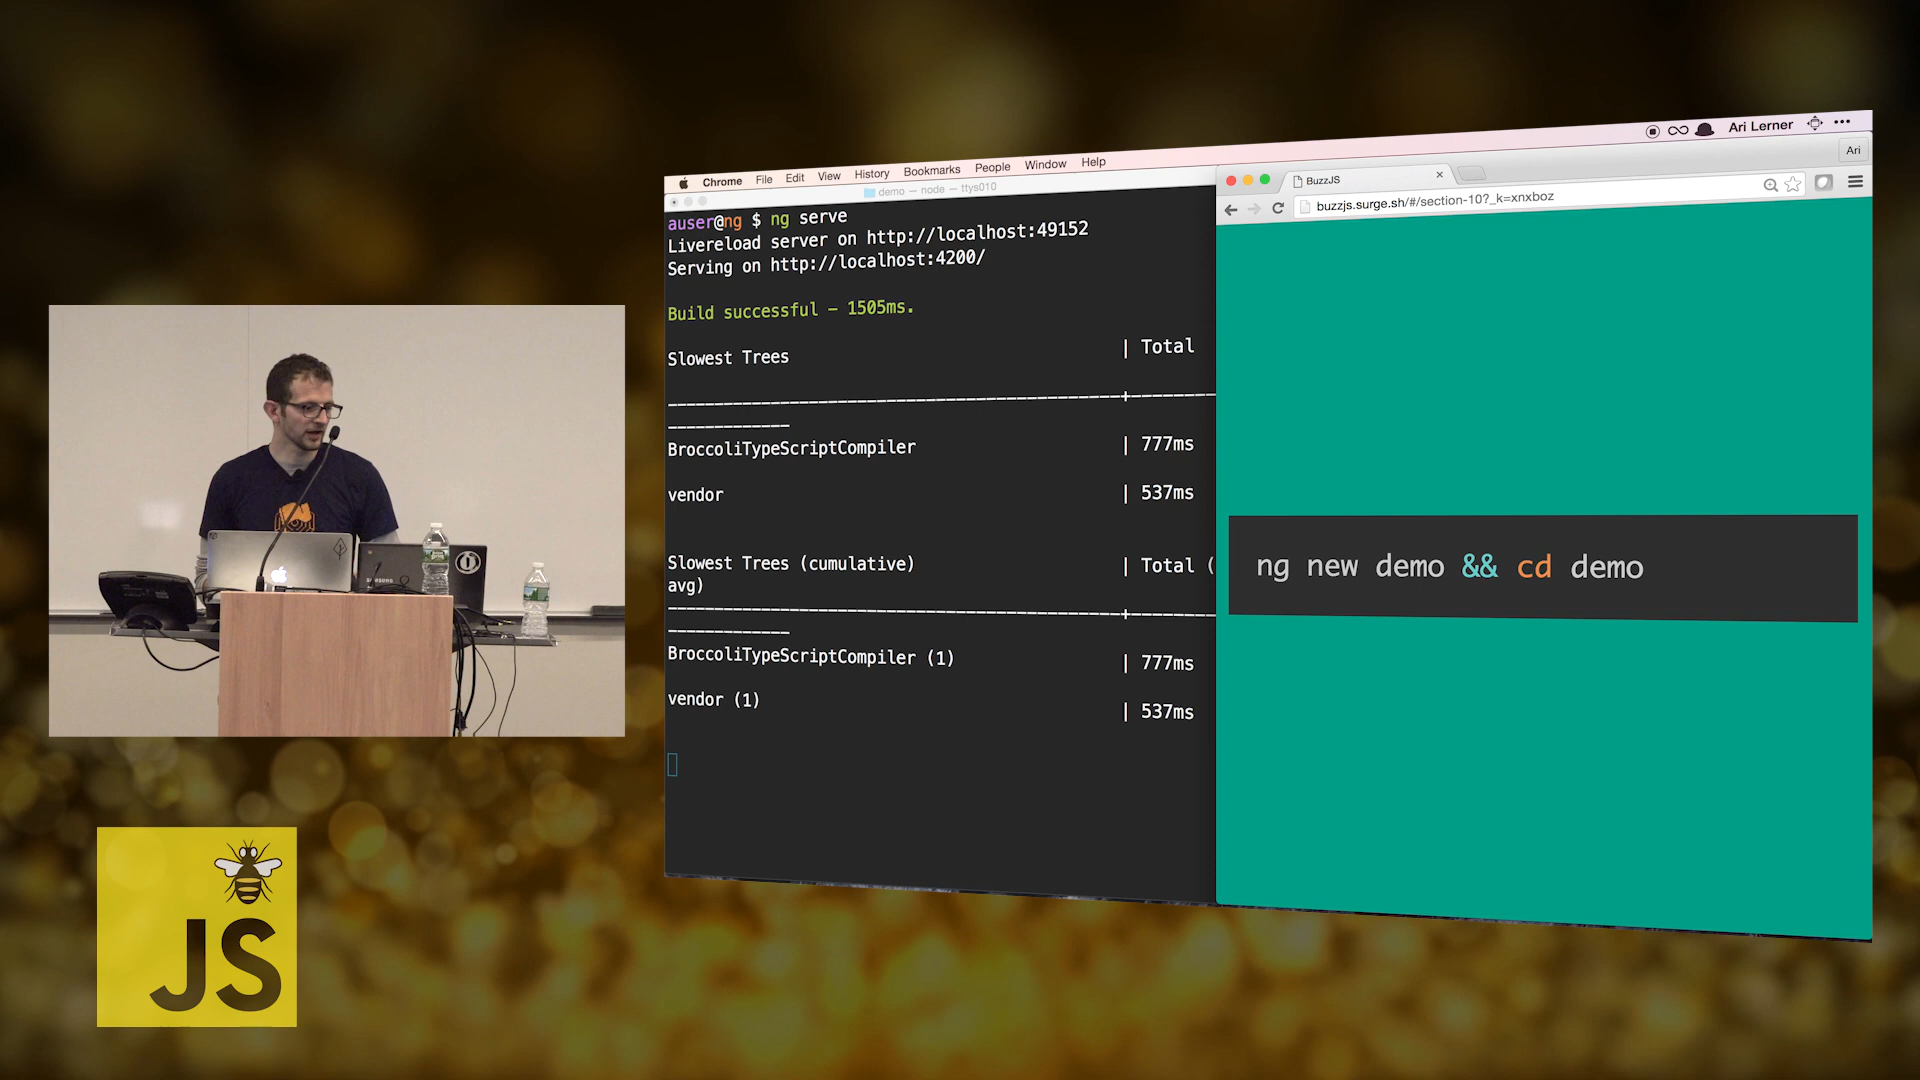 Chrome File Edit View History Bookmarks People Window Help
Ari Lerner
demo — node — ttys010
auser@ng $ ng serve
Livereload server on http://localhost:49152
Serving on http://localhost:4200/
Build successful - 1505ms.
Slowest Trees | Total
BroccoliTypeScriptCompiler | 777ms
vendor | 537ms
Slowest Trees (cumulative) | Total (
avg)
BroccoliTypeScriptCompiler (1) | 777ms
vendor (1) | 537ms
BuzzJS
Ari
buzzjs.surge.sh/#/section-10?_k=xnxboz
ng new demo && cd demo
SAMSUNG
JS